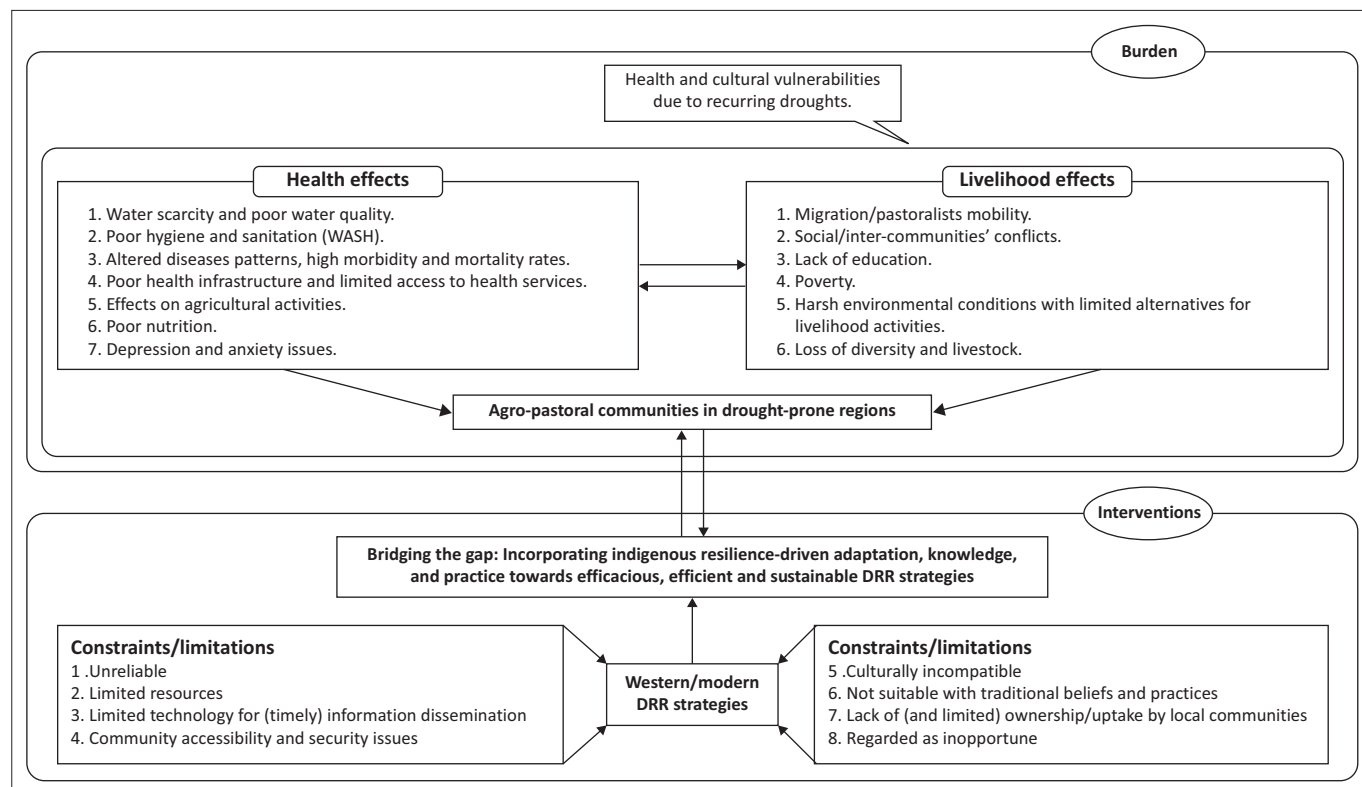 Burden
Health and cultural vulnerabilities
due to recurring droughts.
Health effects
1. Water scarcity and poor water quality.
2. Poor hygiene and sanitation (WASH).
3. Altered diseases patterns, high morbidity and mortality rates.
4. Poor health infrastructure and limited access to health services.
5. Effects on agricultural activities.
6. Poor nutrition.
7. Depression and anxiety issues.
Livelihood effects
1. Migration/pastoralists mobility.
2. Social/inter-communities’ conflicts.
3. Lack of education.
4. Poverty.
5. Harsh environmental conditions with limited alternatives for
livelihood activities.
6. Loss of diversity and livestock.
Agro-pastoral communities in drought-prone regions
Interventions
Bridging the gap: Incorporating indigenous resilience-driven adaptation, knowledge,
and practice towards efficacious, efficient and sustainable DRR strategies
Constraints/limitations
1 .Unreliable
2. Limited resources
3. Limited technology for (timely) information dissemination
4. Community accessibility and security issues
Western/modern
DRR strategies
Constraints/limitations
5 .Culturally incompatible
6. Not suitable with traditional beliefs and practices
7. Lack of (and limited) ownership/uptake by local communities
8. Regarded as inopportune